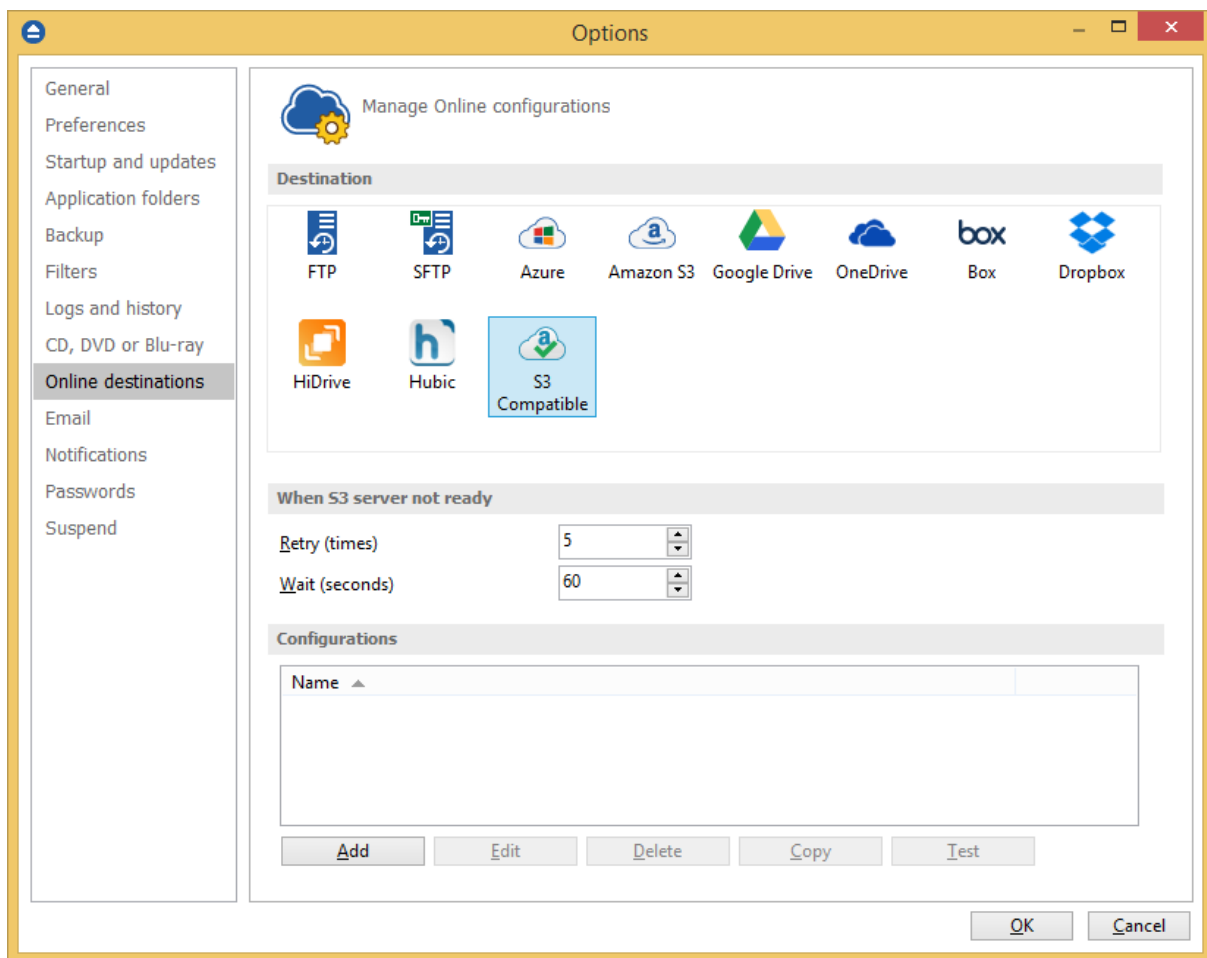 Options
General
Preferences
Startup and updates
Application folders
Backup
Filters
Logs and history
CD, DVD or Blu-ray
Online destinations
Email
Notifications
Passwords
Suspend
Manage Online configurations
Destination
FTP SFTP Azure Amazon S3 Google Drive OneDrive Box Dropbox
HiDrive Hubic S3
Compatible
When S3 server not ready
Retry (times) 5
Wait (seconds) 60
Configurations
Name
Add Edit Delete Copy Test
OK Cancel